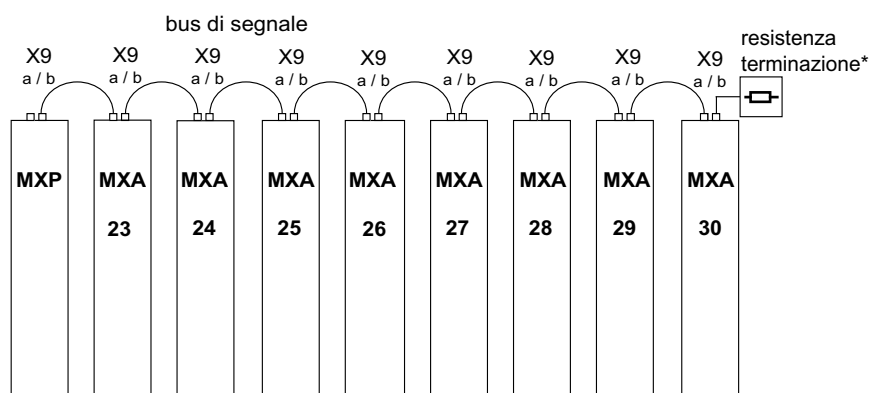 bus di segnale
resistenza
terminazione*
X9 X9 X9 X9 X9 X9 X9 X9 X9
a / b a / b a / b a / b a / b a / b a / b a / b a / b
MXP MXA MXA MXA MXA MXA MXA MXA MXA
23 24 25 26 27 28 29 30